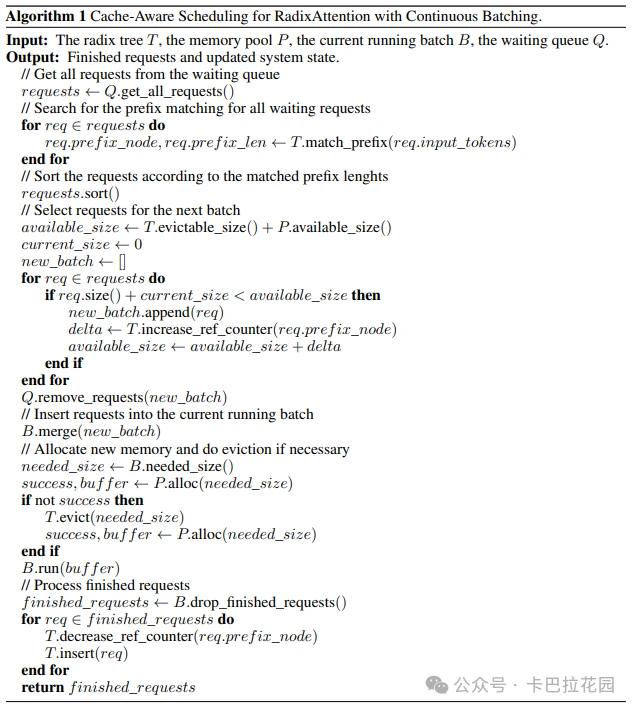 Algorithm 1 Cache-Aware Scheduling for RadixAttention with Continuous Batching.
Input: The radix tree T, the memory pool P, the current running batch B, the waiting queue Q.
Output: Finished requests and updated system state.
// Get all requests from the waiting queue
requests ← Q.get_all_requests()
// Search for the prefix matching for all waiting requests
for req ∈ requests do
req.prefix_node, req.prefix_len ← T.match_prefix(req.input_tokens)
end for
// Sort the requests according to the matched prefix lenghts
requests.sort()
// Select requests for the next batch
available_size ← T.evictable_size() + P.available_size()
current_size ← 0
new_batch ← []
for req ∈ requests do
if req.size() + current_size < available_size then
new_batch.append(req)
delta ← T.increase_ref_counter(req.prefix_node)
available_size ← available_size + delta
end if
end for
Q.remove_requests(new_batch)
// Insert requests into the current running batch
B.merge(new_batch)
// Allocate new memory and do eviction if necessary
needed_size ← B.needed_size()
success, buffer ← P.alloc(needed_size)
if not success then
T.evict(needed_size)
success, buffer ← P.alloc(needed_size)
end if
B.run(buffer)
// Process finished requests
finished_requests ← B.drop_finished_requests()
for req ∈ finished_requests do
T.decrease_ref_counter(req.prefix_node)
T.insert(req)
end for
return finished_requests
公众号 · 卡巴拉花园